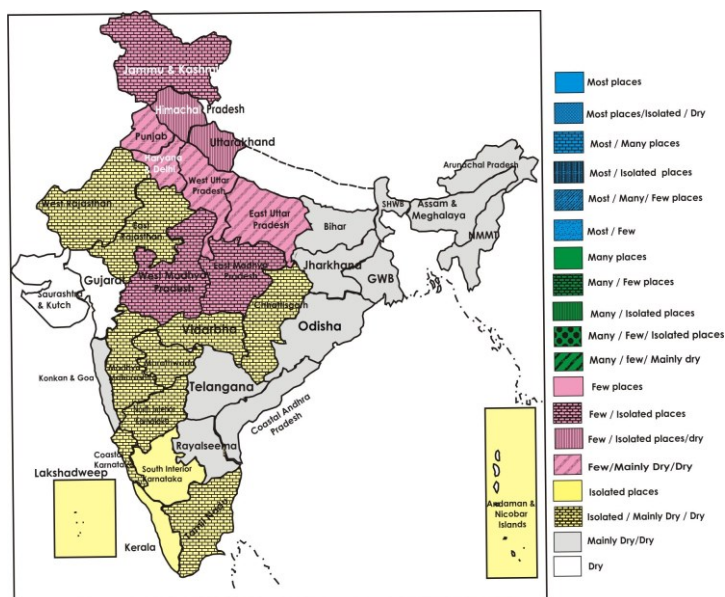 Jammu & Kashmir
Himachal
Pradesh
Punjab
Uttarakhand
Haryana
& Delhi
West Uttar
Pradesh
East Uttar
Pradesh
Arunachal Pradesh
SHWB
Assam &
Meghalaya
NMMT
Bihar
West Rajasthan
East
Rajasthan
Jharkhand
GWB
Gujarat
Saurashtra
& Kutch
West Madhya
Pradesh
East Madhya
Pradesh
Chhattisgarh
Odisha
Vidarbha
Madhya
Marathwada
Konkan & Goa
Telangana
Interior
Coastal Andhra
Pradesh
Rayalseema
Coastal
Karnataka
South Interior
Karnataka
Lakshadweep
Tamil Nadu
Kerala
Andaman &
Nicobar
Islands
Most places
Most places/Isolated / Dry
Most / Many places
Most / Isolated places
Most / Many/ Few places
Most / Few
Many places
Many / Few places
Many / Isolated places
Many / Few/ Isolated places
Many / few/ Mainly dry
Few places
Few / Isolated places
Few / Isolated places/dry
Few/Mainly Dry/Dry
Isolated places
Isolated / Mainly Dry / Dry
Mainly Dry/Dry
Dry